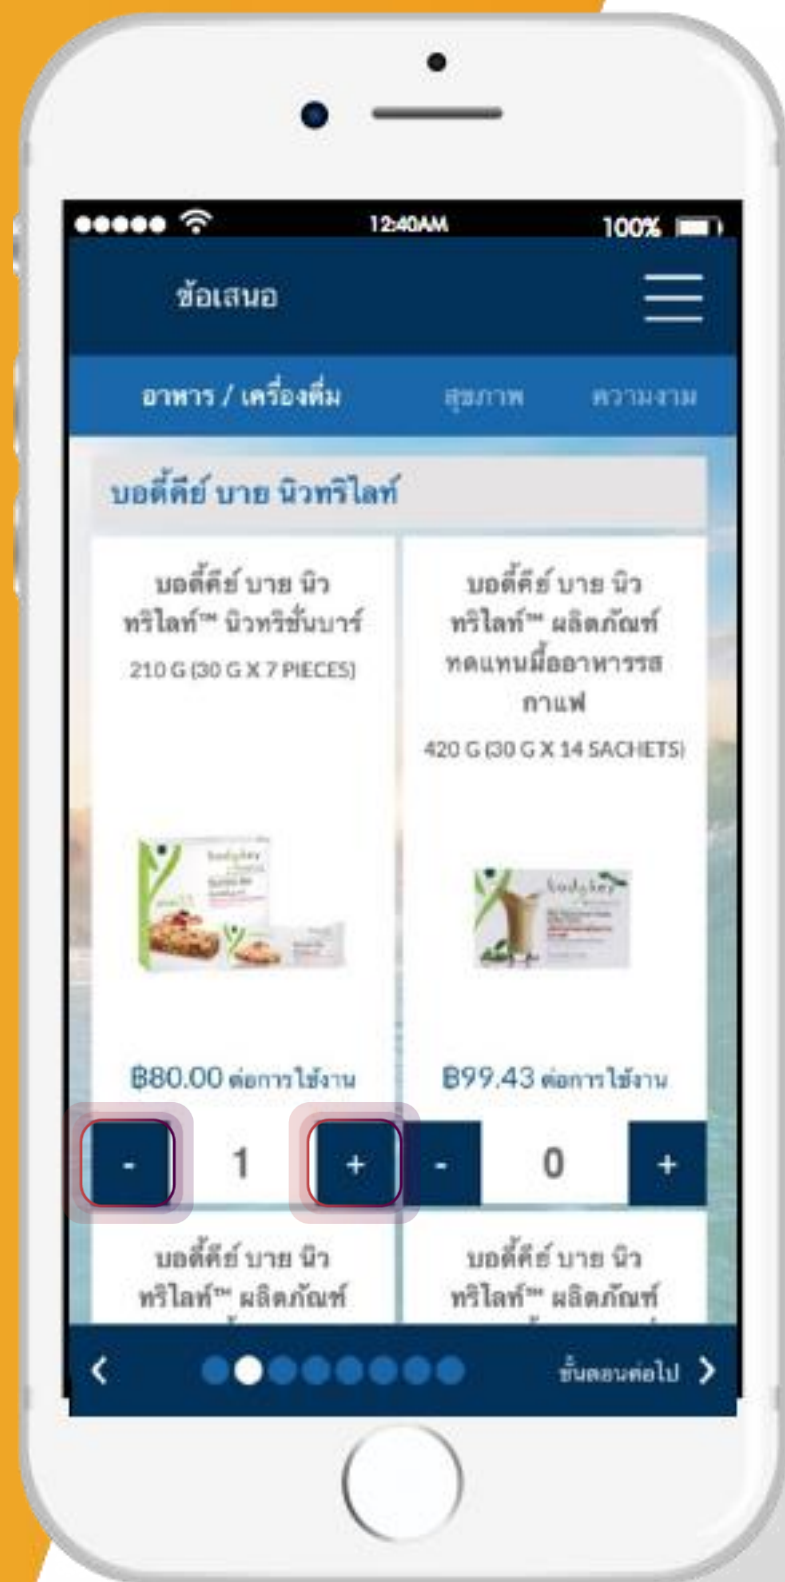 12:40AM
100%
ข้อเสนอ
อาหาร / เครื่องดื่ม
สุขภาพ
ความงาม
บอดี้คีย์ บาย นิวทริไลท์
บอดี้คีย์ บาย นิว
ทริไลท์™ นิวทริชั่นบาร์
210 G (30 G X 7 PIECES)
฿80.00 ต่อการใช้งาน
- 1 +
บอดี้คีย์ บาย นิว
ทริไลท์™ ผลิตภัณฑ์
ทดแทนมื้ออาหารรส
กาแฟ
420 G (30 G X 14 SACHETS)
bodykey
฿99.43 ต่อการใช้งาน
- 0 +
บอดี้คีย์ บาย นิว
ทริไลท์™ ผลิตภัณฑ์
บอดี้คีย์ บาย นิว
ทริไลท์™ ผลิตภัณฑ์
ขั้นตอนต่อไป